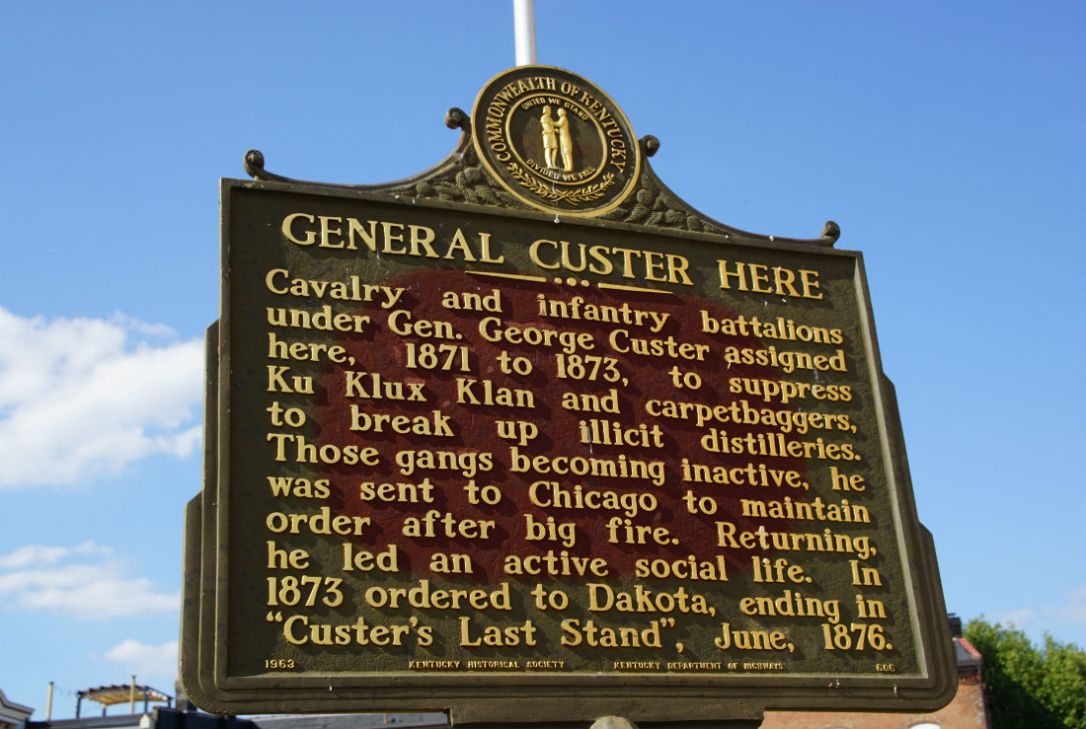 COMMONWEALTH OF KENTUCKY
UNITED WE STAND
DIVIDED WE FALL
GENERAL CUSTER HERE
Cavalry and infantry battalions
under Gen. George Custer assigned
here, 1871 to 1873, to suppress
Ku Klux Klan and carpetbaggers,
to break up illicit distilleries.
Those gangs becoming inactive, he
was sent to Chicago to maintain
order after big fire. Returning,
he led an active social life. In
1873 ordered to Dakota, ending in
"Custer's Last Stand", June, 1876.
1963 KENTUCKY HISTORICAL SOCIETY KENTUCKY DEPARTMENT OF HIGHWAYS 606